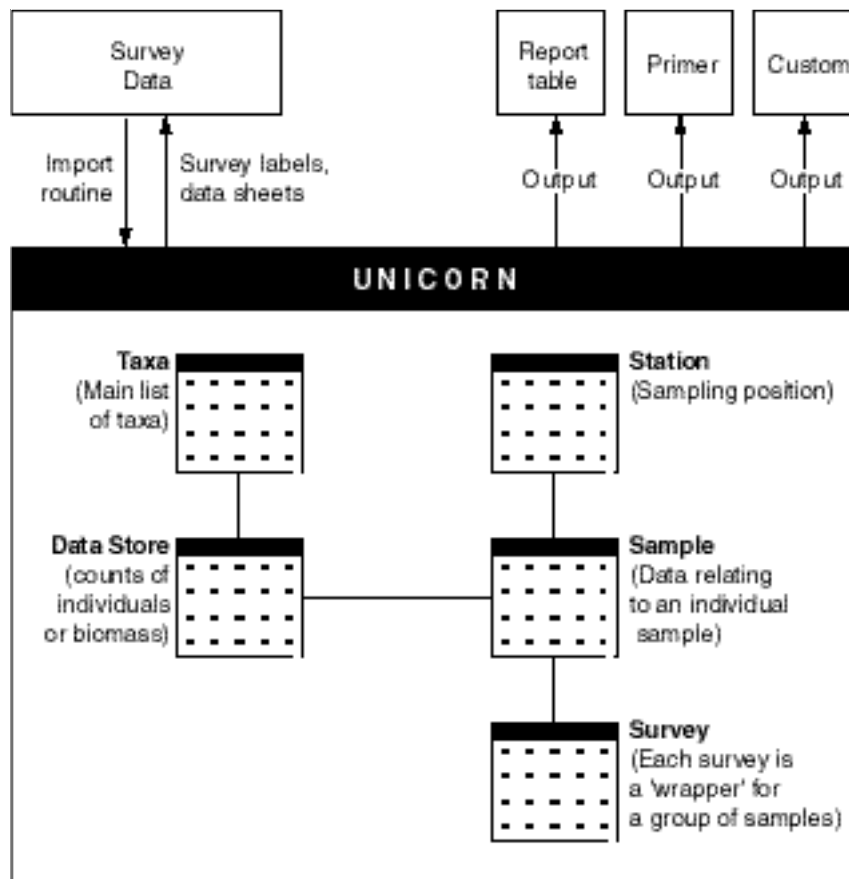 Survey
Data
Report
table
Primer
Custom
Import
routine
Survey labels,
data sheets
Output
Output
Output
UNICORN
Taxa
(Main list
of taxa)
Station
(Sampling position)
Data Store
(counts of
individuals
or biomass)
Sample
(Data relating
to an individual
sample)
Survey
(Each survey is
a 'wrapper' for
a group of samples)